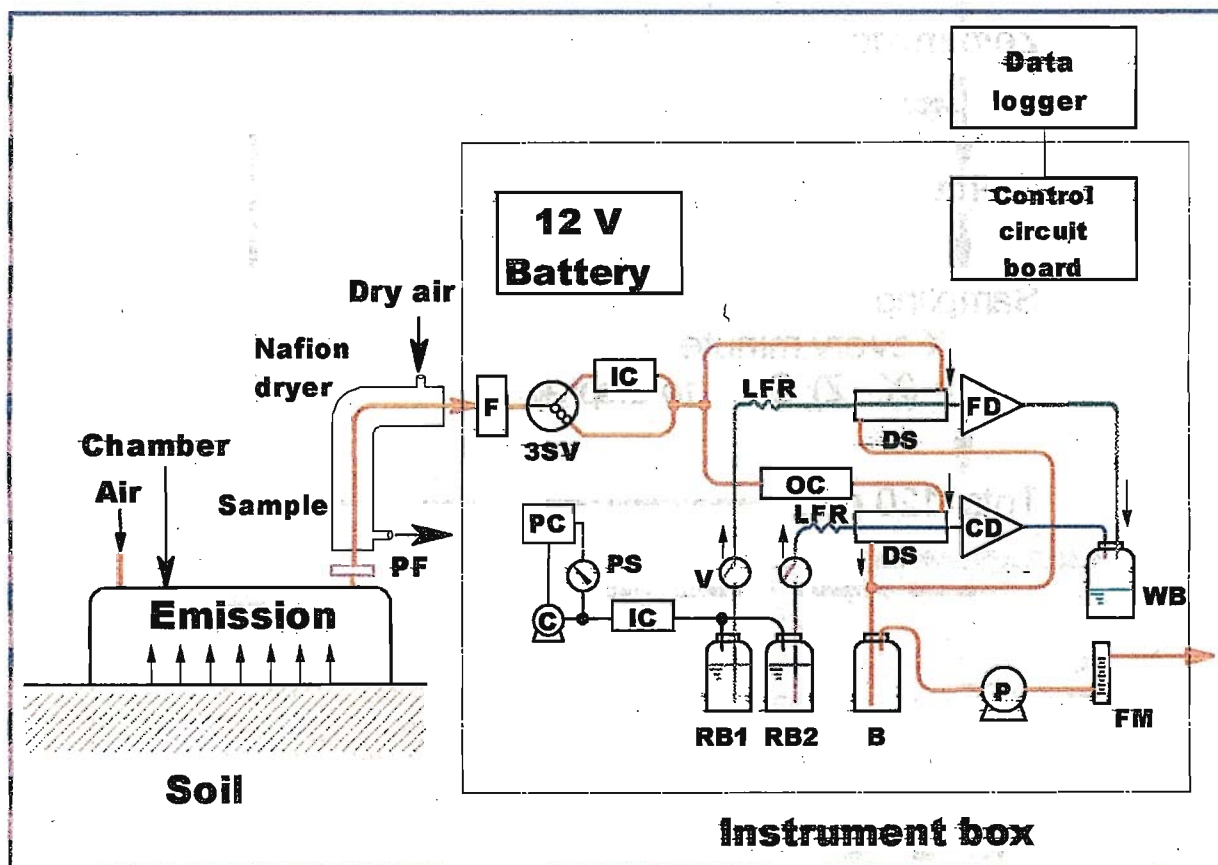 Data
logger
Control
circuit
board
12 V
Battery
Dry air
Nafion
dryer
Chamber
Air
Sample
PF
Emission
Soil
F
3SV
IC
LFR
DS
FD
OC
LFR
DS
CD
PC
PS
V
C
IC
WB
RB1
RB2
B
P
FM
Instrument box